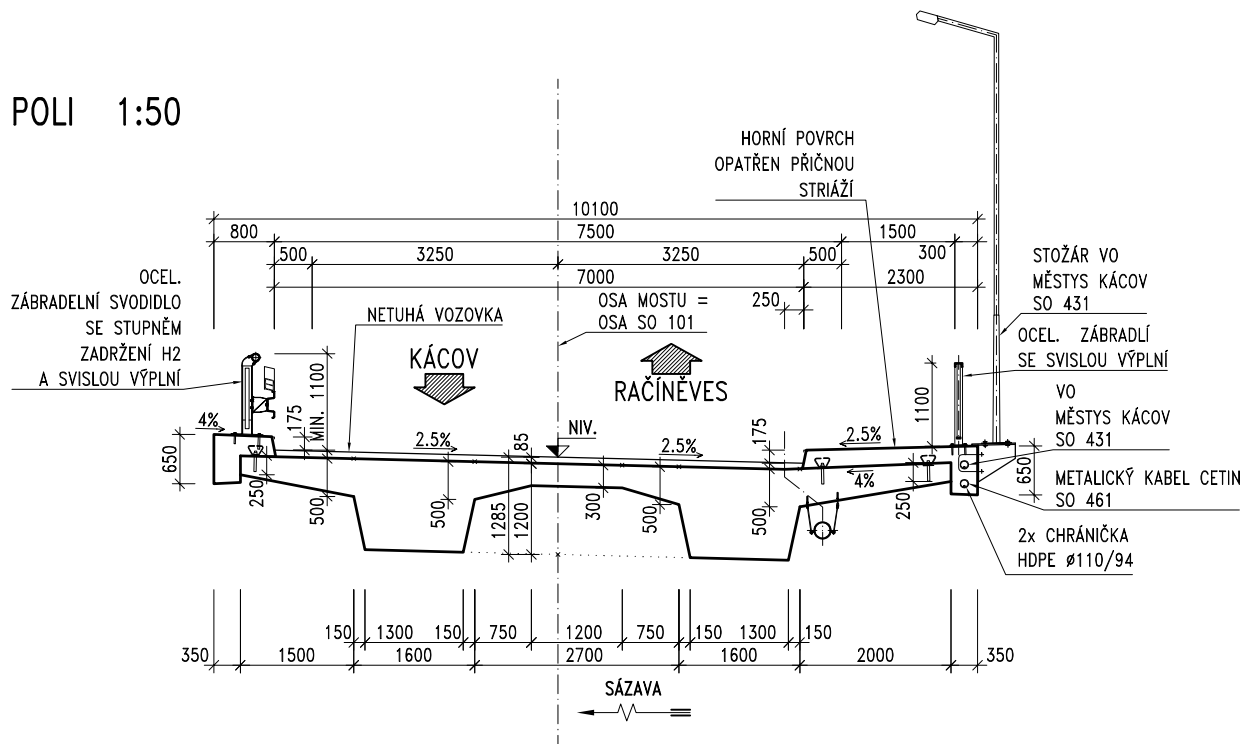 POLI 1:50
HORNÍ POVRCH
OPATŘEN PŘÍČNOU
STRIÁŽÍ
10100
800 7500 1500
500 3250 3250 500 300
7000 2300
250
OCEL.
ZÁBRADELNÍ SVODIDLO
SE STUPNĚM
ZADRŽENÍ H2
A SVISLOU VÝPLNÍ
NETUHÁ VOZOVKA
OSA MOSTU =
OSA SO 101
STOŽÁR VO
MĚSTYS KÁCOV
SO 431
OCEL. ZÁBRADLÍ
SE SVISLOU VÝPLNÍ
VO
MĚSTYS KÁCOV
SO 431
METALICKÝ KABEL CETIN
SO 461
2x CHRÁNIČKA
HDPE ø110/94
KÁCOV
RAČÍNĚVES
MIN. 1100
175
4%
2.5%
85
NIV.
2.5%
175
2.5%
4%
1100
650
250
500
500
1285
1200
300
500
500
250
650
150 1300 150 750 1200 750 150 1300 150
350 1500 1600 2700 1600 2000 350
SÁZAVA